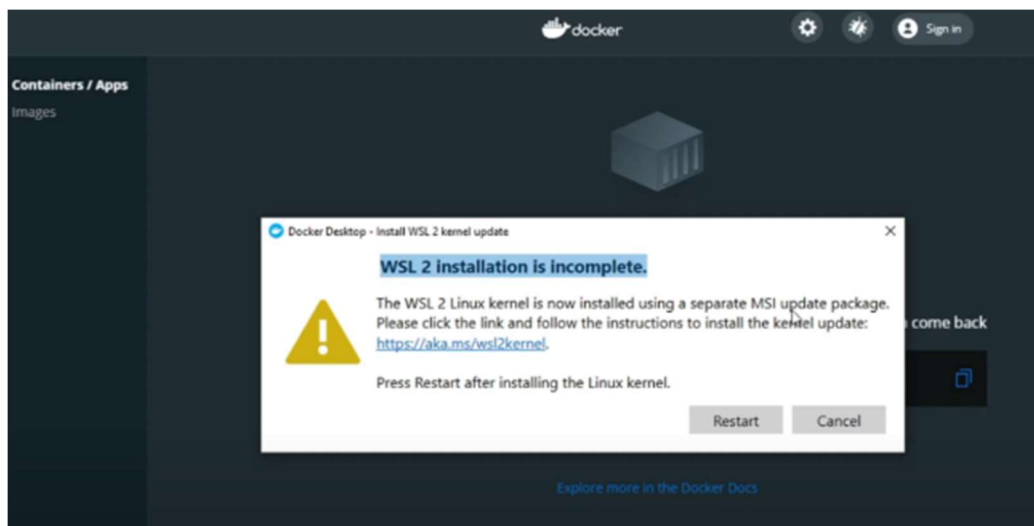 docker
Sign in
Containers / Apps
Images
Docker Desktop - Install WSL 2 kernel update
WSL 2 installation is incomplete.
The WSL 2 Linux kernel is now installed using a separate MSI update package.
Please click the link and follow the instructions to install the kernel update:
https://aka.ms/wsl2kernel.
come back
Press Restart after installing the Linux kernel.
Restart
Cancel
Explore more in the Docker Docs